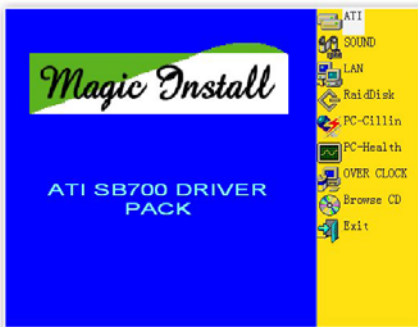 Magic Install
ATI SB700 DRIVER
PACK
ATI
SOUND
LAN
RaidDisk
PC-Cillin
PC-Health
OVER CLOCK
Browse CD
Exit